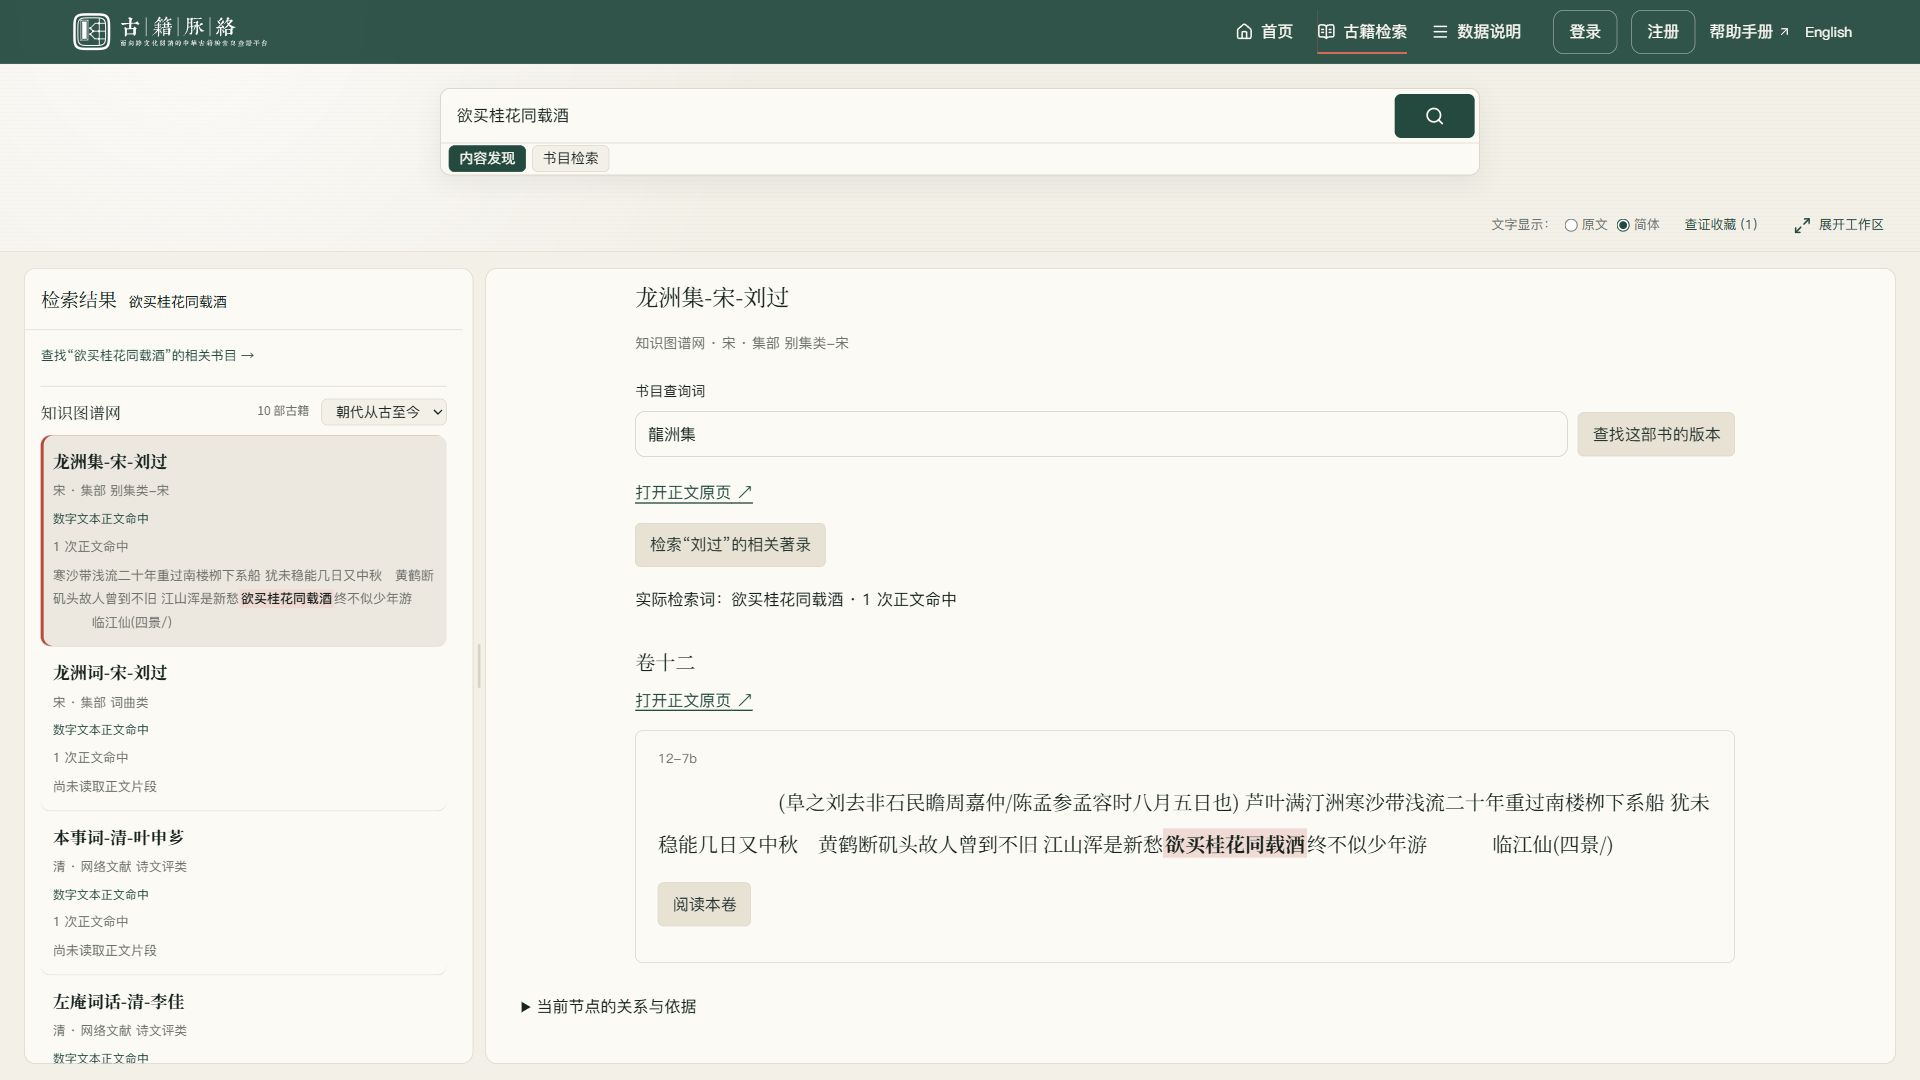 古籍脉络
首页
古籍检索
数据说明
登录
注册
帮助手册 ↗
English
欲买桂花同载酒
内容发现
书目检索
文字显示：
原文
简体
查证收藏 (1)
展开工作区
检索结果 欲买桂花同载酒
查找“欲买桂花同载酒”的相关书目 →
知识图谱网
10 部古籍
朝代从古至今
龙洲集-宋-刘过
宋 · 集部 别集类–宋
数字文本正文命中
1 次正文命中
寒沙带浅流二十年重过南楼栁下系船 犹未稳能几日又中秋　黄鹤断
矶头故人曾到不旧 江山浑是新愁欲买桂花同载酒终不似少年游
临江仙(四景/)
龙洲词-宋-刘过
宋 · 集部 词曲类
数字文本正文命中
1 次正文命中
尚未读取正文片段
本事词-清-叶申芗
清 · 网络文献 诗文评类
数字文本正文命中
1 次正文命中
尚未读取正文片段
左庵词话-清-李佳
清 · 网络文献 诗文评类
数字文本正文命中
龙洲集-宋-刘过
知识图谱网 · 宋 · 集部 别集类–宋
书目查询词
龍洲集
查找这部书的版本
打开正文原页 ↗
检索“刘过”的相关著录
实际检索词：欲买桂花同载酒 · 1 次正文命中
卷十二
打开正文原页 ↗
12–7b
(阜之刘去非石民瞻周嘉仲/陈孟参孟容时八月五日也) 芦叶满汀洲寒沙带浅流二十年重过南楼栁下系船 犹未
稳能几日又中秋　黄鹤断矶头故人曾到不旧 江山浑是新愁欲买桂花同载酒终不似少年游　　　临江仙(四景/)
阅读本卷
▶ 当前节点的关系与依据